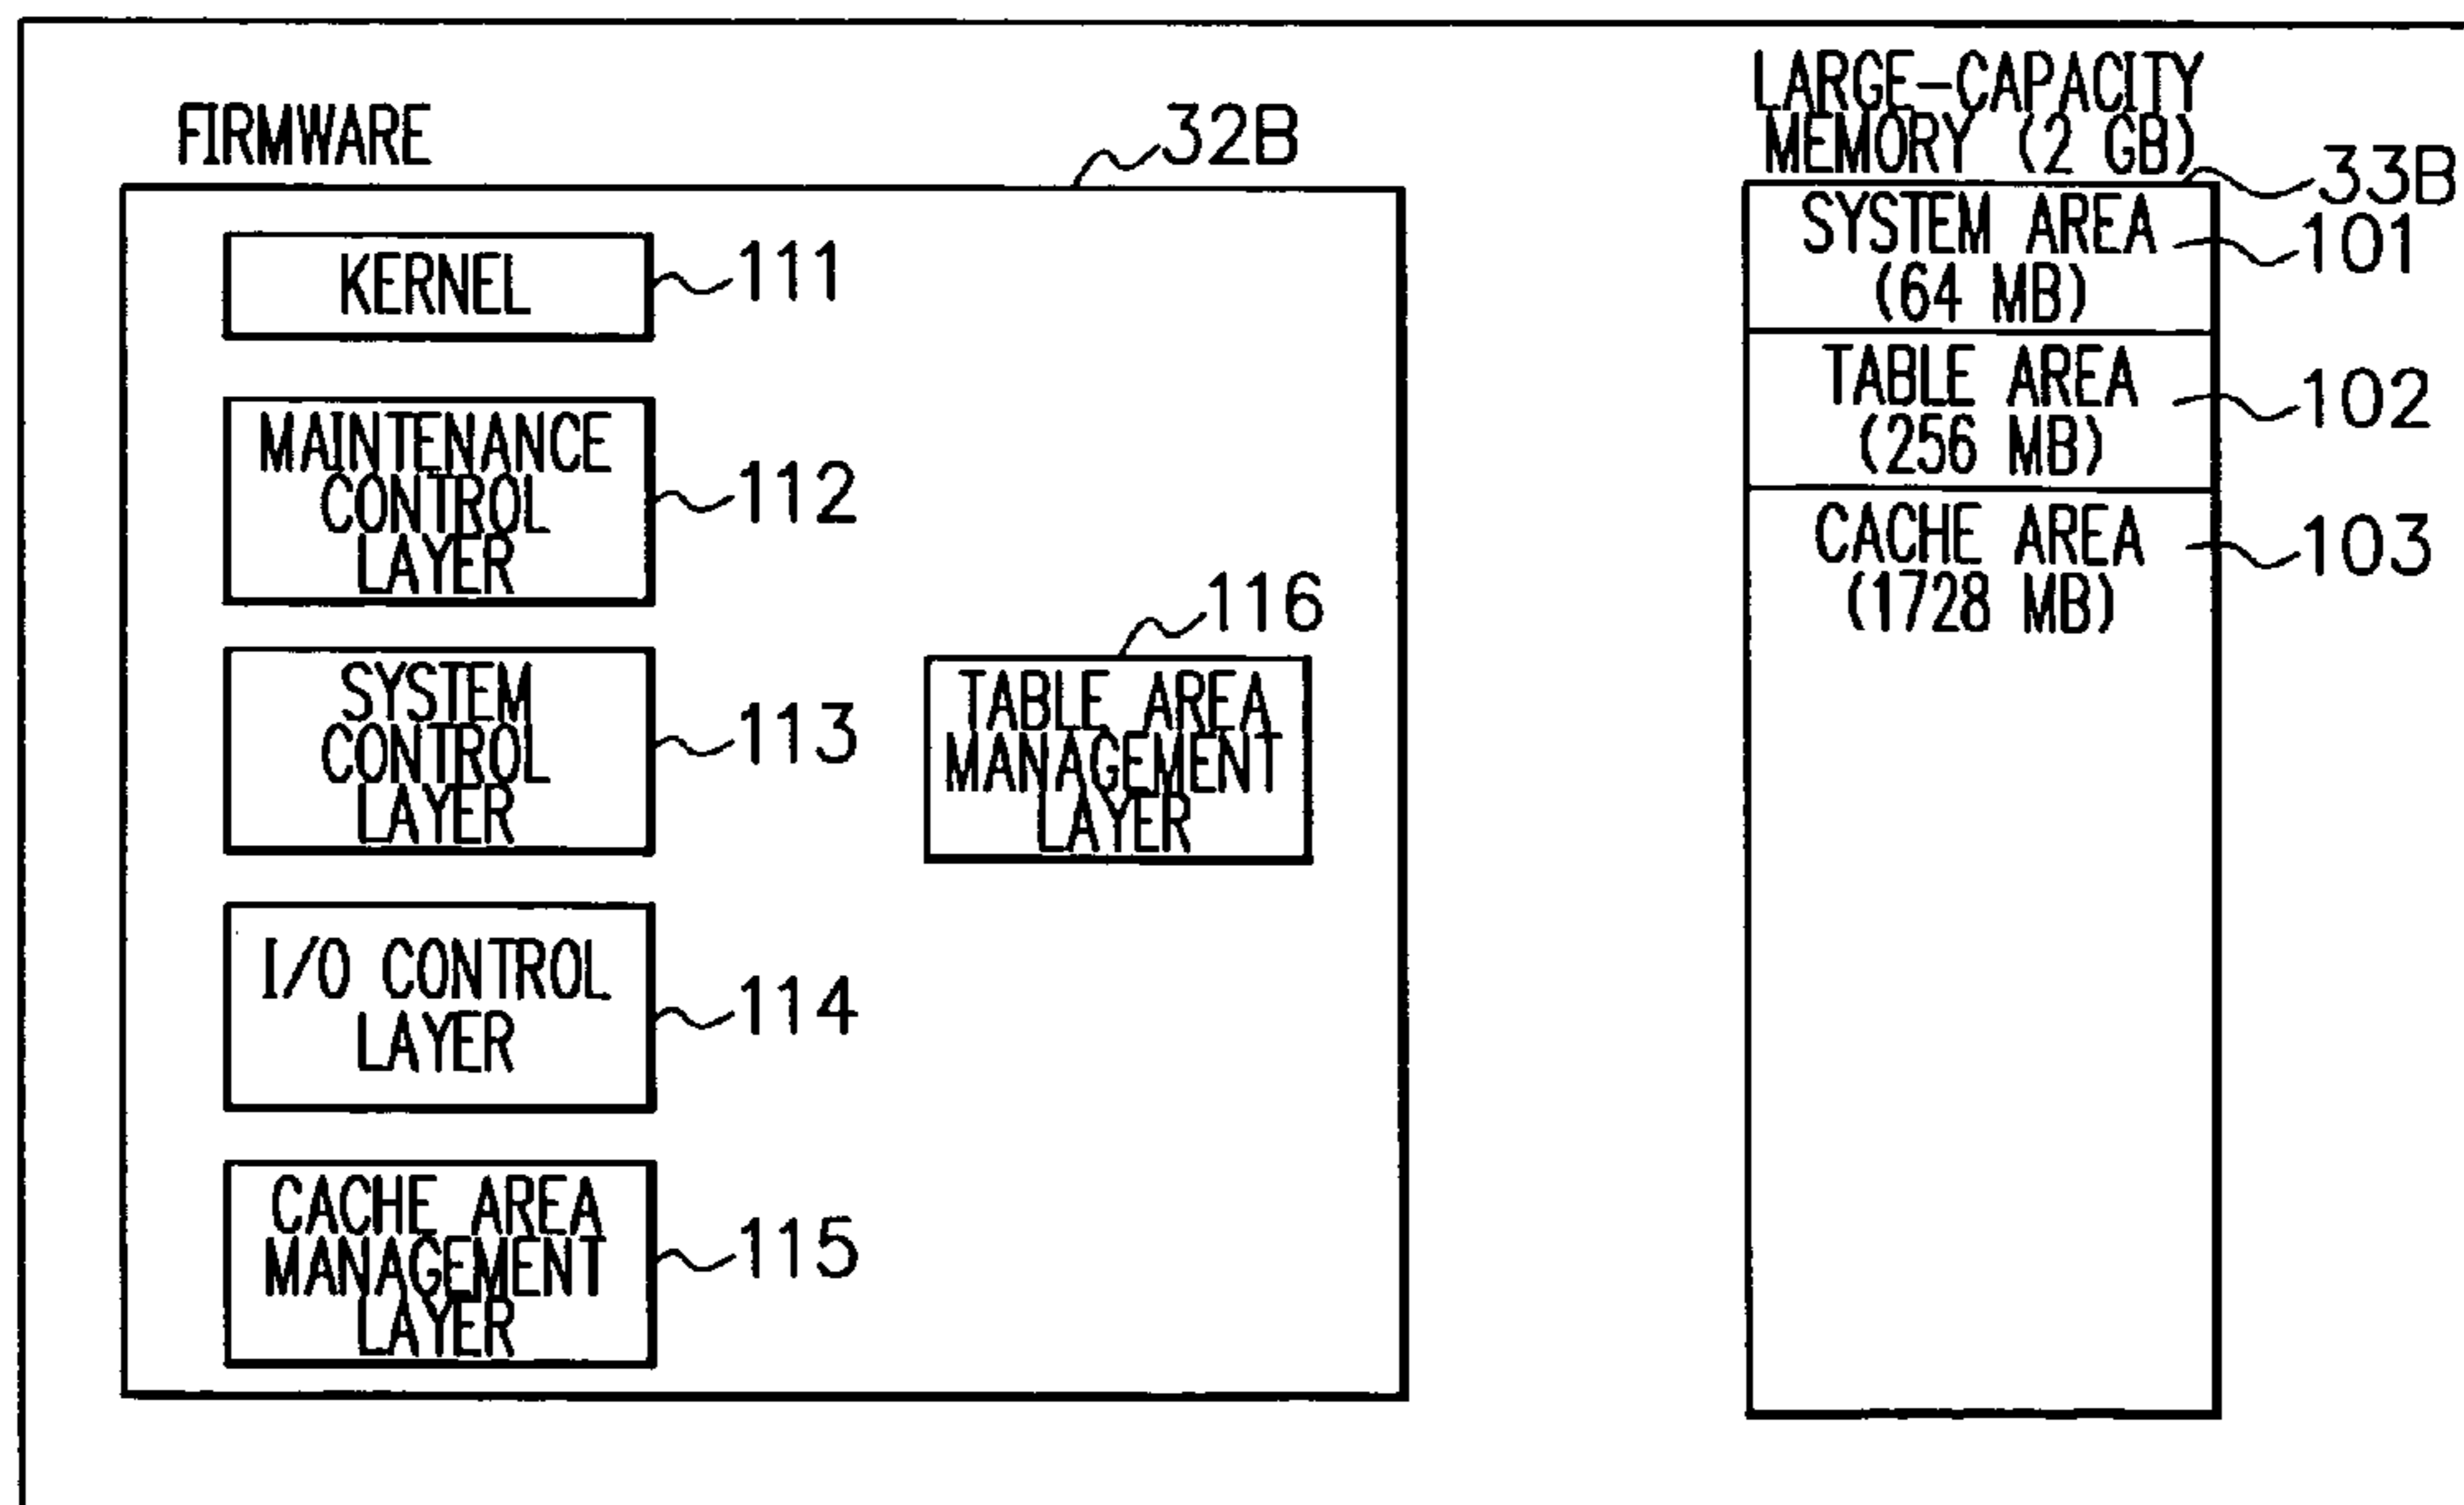 FIRMWARE
32B
KERNEL
111
MAINTENANCE
CONTROL
LAYER
112
SYSTEM
CONTROL
LAYER
113
I/O CONTROL
LAYER
114
CACHE AREA
MANAGEMENT
LAYER
115
116
TABLE AREA
MANAGEMENT
LAYER
LARGE-CAPACITY
MEMORY (2 GB)
33B
SYSTEM AREA
(64 MB)
101
TABLE AREA
(256 MB)
102
CACHE AREA
(1728 MB)
103